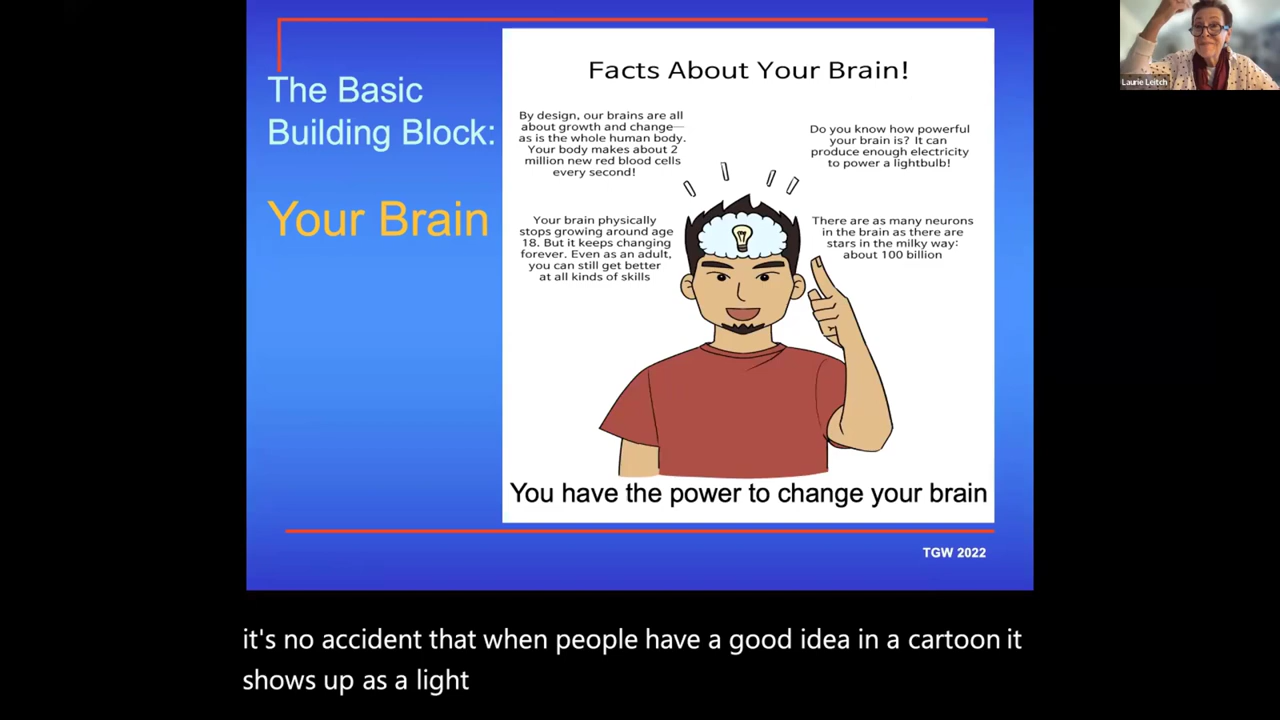 The Basic
Building Block:
Your Brain
Facts About Your Brain!
By design, our brains are all
about growth and change—
as is the whole human body.
Your body makes about 2
million new red blood cells
every second!
Do you know how powerful
your brain is? It can
produce enough electricity
to power a lightbulb!
Your brain physically
stops growing around age
18. But it keeps changing
forever. Even as an adult,
you can still get better
at all kinds of skills
There are as many neurons
in the brain as there are
stars in the milky way:
about 100 billion
You have the power to change your brain
TGW 2022
Laurie Leitch
it's no accident that when people have a good idea in a cartoon it
shows up as a light